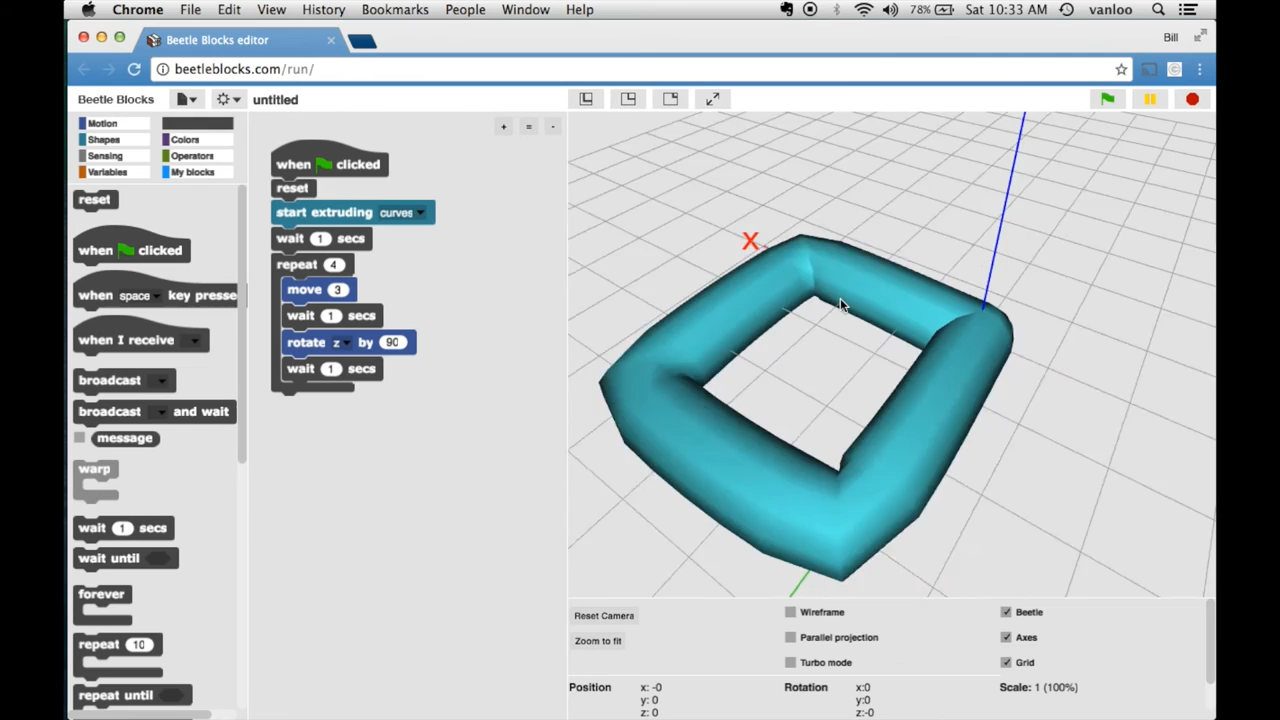 Chrome File Edit View History Bookmarks People Window Help 78% Sat 10:33 AM vanloo
Beetle Blocks editor Bill
beetleblocks.com/run/
Beetle Blocks untitled
Motion
Shapes Colors
Sensing Operators
Variables My blocks
reset
when clicked
when space key presse
when I receive
broadcast
broadcast and wait
message
warp
wait 1 secs
wait until
forever
repeat 10
repeat until
+ = -
when clicked
reset
start extruding curves
wait 1 secs
repeat 4
move 3
wait 1 secs
rotate z by 90
wait 1 secs
X
Reset Camera Wireframe Beetle
Zoom to fit Parallel projection Axes
Turbo mode Grid
Position x: -0 Rotation x:0 Scale: 1 (100%)
y: 0 y:0
z: 0 z:-0